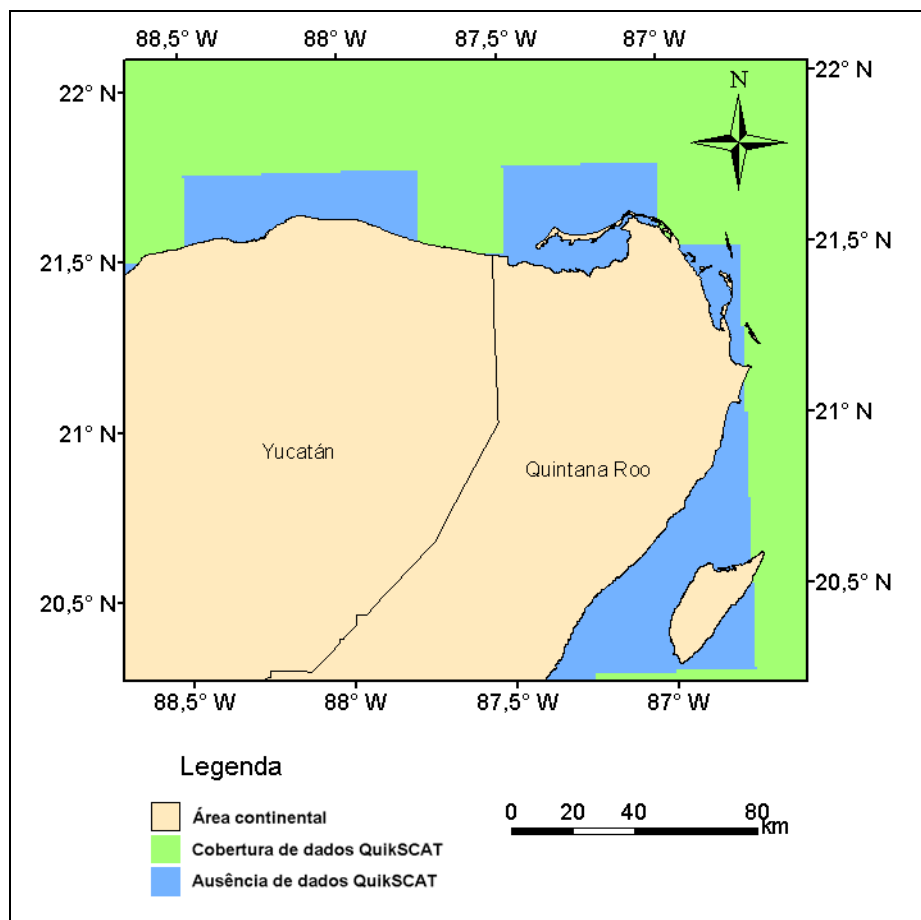 88,5° W 88° W 87,5° W 87° W
22° N
22° N
N
21,5° N
21,5° N
21° N
21° N
Yucatán
Quintana Roo
20,5° N
20,5° N
88,5° W 88° W 87,5° W 87° W
Legenda
Área continental
Cobertura de dados QuikSCAT
Ausência de dados QuikSCAT
0 20 40 80
km